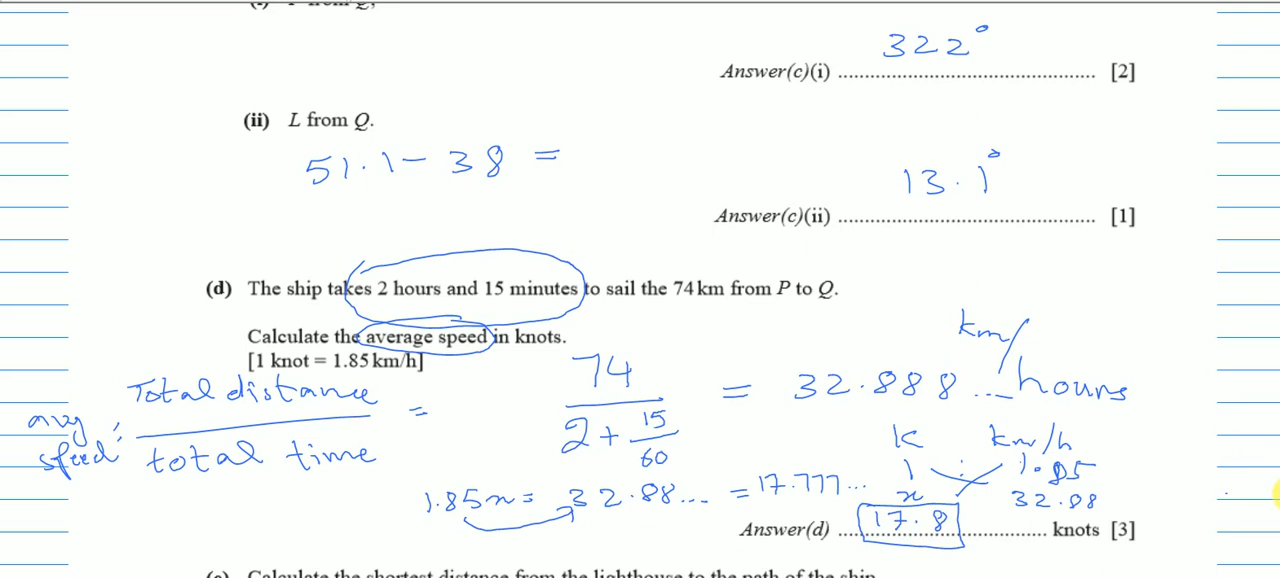 322°
Answer(c)(i) ................................................ [2]
(ii) L from Q.
51.1 - 38 =
13.1°
Answer(c)(ii) ................................................ [1]
(d) The ship takes 2 hours and 15 minutes to sail the 74 km from P to Q.
Calculate the average speed in knots.
[1 knot = 1.85 km/h]
avg speed: Total distance / total time = 74 / 2 + 15/60 = 32.888 ... km/hours
K km/h
1 : 1.85
x 32.88
1.85x = 32.88... = 17.777...
Answer(d) 17.8 knots [3]